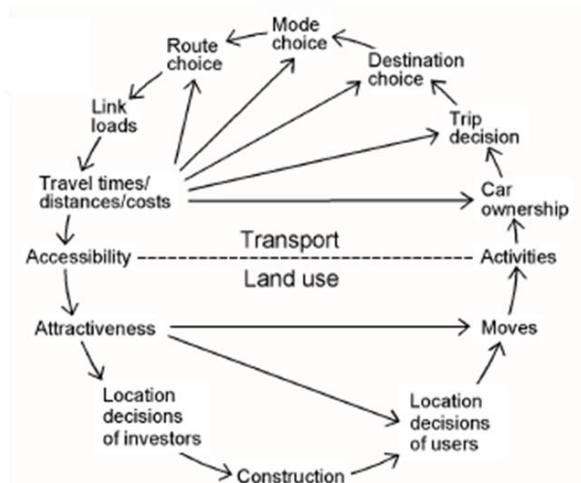 Mode
choice
Route
choice
Destination
choice
Link
loads
Trip
decision
Travel times/
distances/costs
Car
ownership
Transport
Accessibility
Activities
Land use
Attractiveness
Moves
Location
decisions
of investors
Location
decisions
of users
Construction